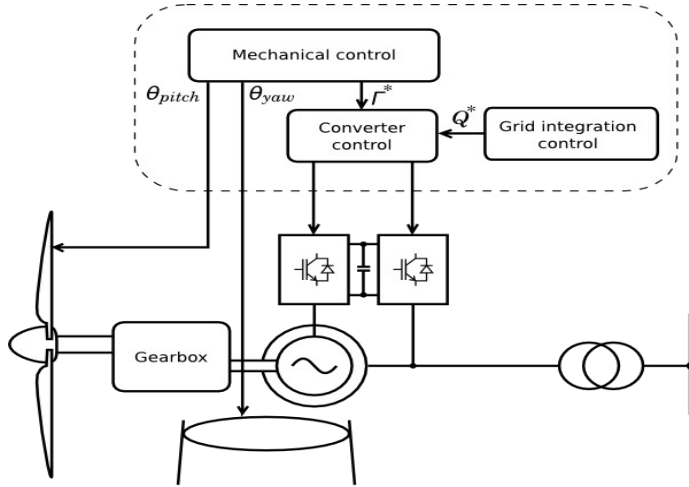 Mechanical control
θpitch
θyaw
Γ*
Converter
control
Q*
Grid integration
control
Gearbox